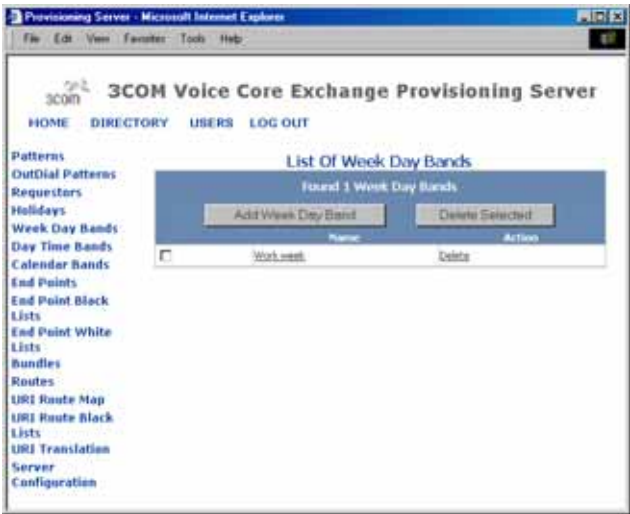 Provisioning Server - Microsoft Internet Explorer
File Edit View Favorites Tools Help
3com
3COM Voice Core Exchange Provisioning Server
HOME DIRECTORY USERS LOG OUT
Patterns
OutDial Patterns
Requestors
Holidays
Week Day Bands
Day Time Bands
Calendar Bands
End Points
End Point Black
Lists
End Point White
Lists
Bundles
Routes
URI Route Map
URI Route Black
Lists
URI Translation
Server
Configuration
List Of Week Day Bands
Found 1 Week Day Bands
Add Week Day Band Delete Selected
Name Action
Work week Delete